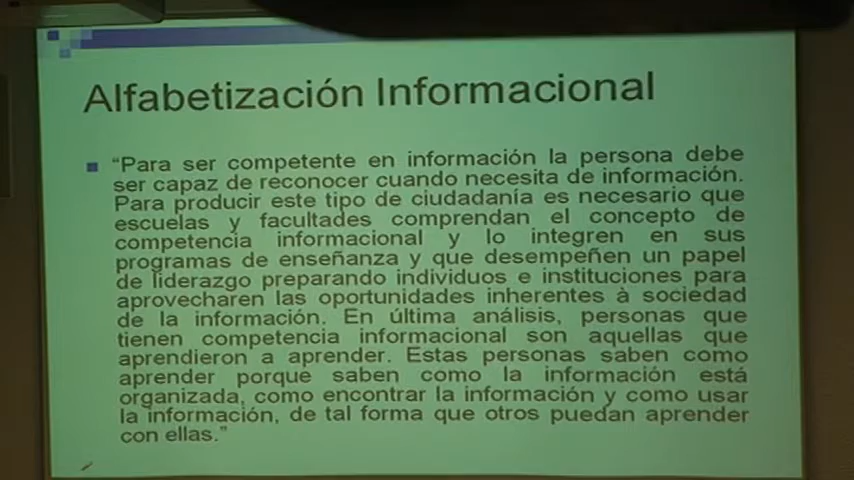 Alfabetización Informacional
“Para ser competente en información la persona debe
ser capaz de reconocer cuando necesita de información.
Para producir este tipo de ciudadanía es necesario que
escuelas y facultades comprendan el concepto de
competencia informacional y lo integren en sus
programas de enseñanza y que desempeñen un papel
de liderazgo preparando individuos e instituciones para
aprovecharen las oportunidades inherentes à sociedad
de la información. En última análisis, personas que
tienen competencia informacional son aquellas que
aprendieron a aprender. Estas personas saben como
aprender porque saben como la información está
organizada, como encontrar la información y como usar
la información, de tal forma que otros puedan aprender
con ellas.”